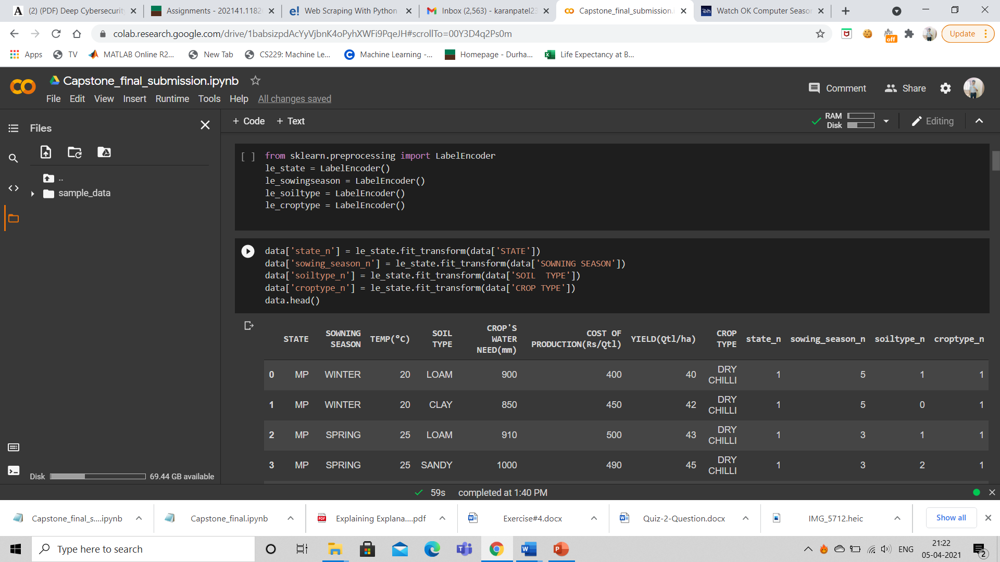 (2) (PDF) Deep Cybersecurity
Assignments - 202141.1182
Web Scraping With Python
Inbox (2,563) - karanpatel23
Capstone_final_submission.i
Watch OK Computer Season
colab.research.google.com/drive/1babsizpdAcYyVjbnK4oPyhXWFi9PqeJH#scrollTo=00Y3D4q2Ps0m
off
Update
Apps
TV
MATLAB Online R2...
New Tab
CS229: Machine Le...
Machine Learning -...
Homepage - Durha...
Life Expectancy at B...
Capstone_final_submission.ipynb
File Edit View Insert Runtime Tools Help All changes saved
Comment
Share
Files
+ Code + Text
RAM
Disk
Editing
..
sample_data
[ ]
from sklearn.preprocessing import LabelEncoder
le_state = LabelEncoder()
le_sowingseason = LabelEncoder()
le_soiltype = LabelEncoder()
le_croptype = LabelEncoder()
data['state_n'] = le_state.fit_transform(data['STATE'])
data['sowing_season_n'] = le_state.fit_transform(data['SOWNING SEASON'])
data['soiltype_n'] = le_state.fit_transform(data['SOIL  TYPE'])
data['croptype_n'] = le_state.fit_transform(data['CROP TYPE'])
data.head()
STATE SOWNING SEASON TEMP(°C) SOIL TYPE CROP'S WATER NEED(mm) COST OF PRODUCTION(Rs/Qtl) YIELD(Qtl/ha) CROP TYPE state_n sowing_season_n soiltype_n croptype_n
0 MP WINTER 20 LOAM 900 400 40 DRY CHILLI 1 5 1 1
1 MP WINTER 20 CLAY 850 450 42 DRY CHILLI 1 5 0 1
2 MP SPRING 25 LOAM 910 500 43 DRY CHILLI 1 3 1 1
3 MP SPRING 25 SANDY 1000 490 45 DRY CHILLI 1 3 2 1
Disk 69.44 GB available
59s completed at 1:40 PM
Capstone_final_s....ipynb
Capstone_final.ipynb
Explaining Explana....pdf
Exercise#4.docx
Quiz-2-Question.docx
IMG_5712.heic
Show all
Type here to search
ENG
21:22
05-04-2021
2